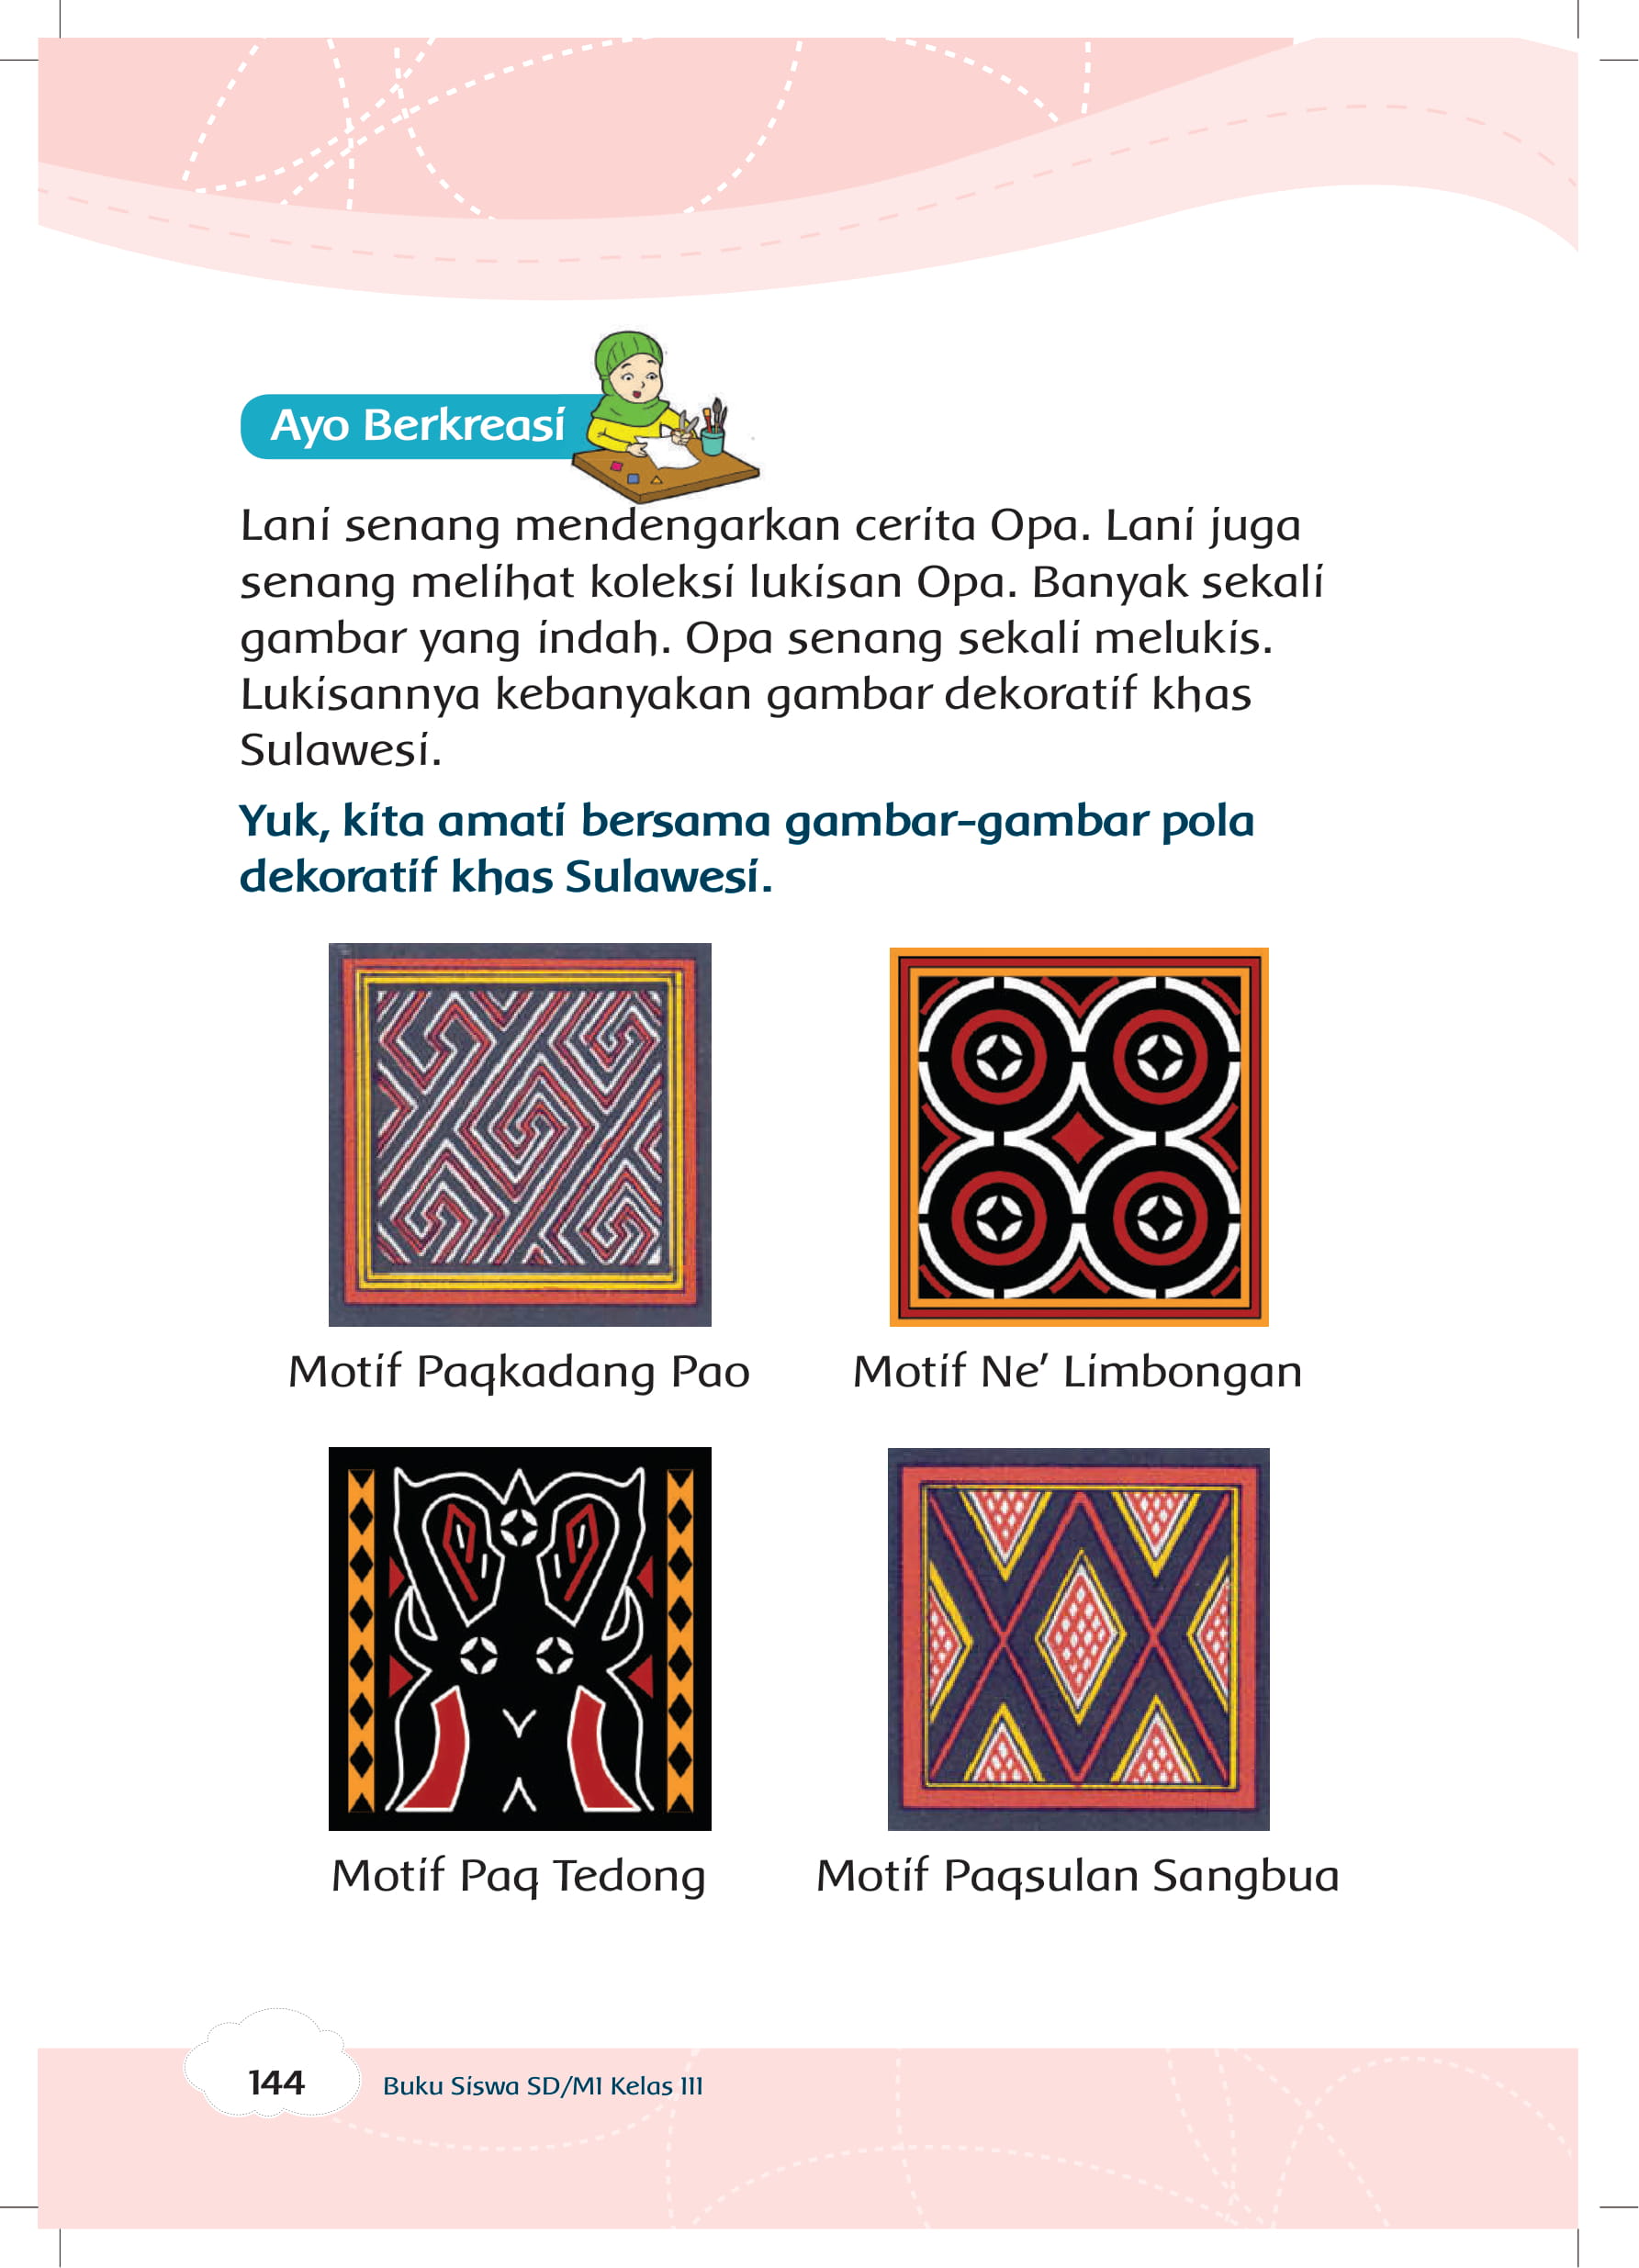 Ayo Berkreasi
Lani senang mendengarkan cerita Opa. Lani juga
senang melihat koleksi lukisan Opa. Banyak sekali
gambar yang indah. Opa senang sekali melukis.
Lukisannya kebanyakan gambar dekoratif khas
Sulawesi.
Yuk, kita amati bersama gambar-gambar pola
dekoratif khas Sulawesi.
Motif Paqkadang Pao
Motif Ne’ Limbongan
Motif Paq Tedong
Motif Paqsulan Sangbua
144
Buku Siswa SD/MI Kelas III